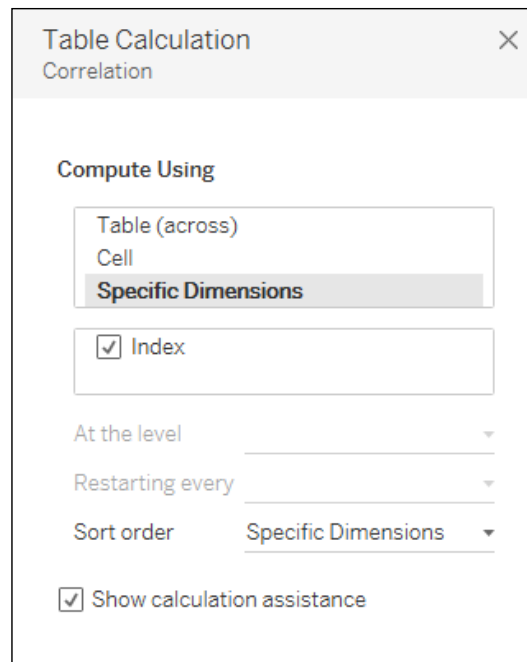 Table Calculation
Correlation
Compute Using
Table (across)
Cell
Specific Dimensions
Index
At the level
Restarting every
Sort order Specific Dimensions
Show calculation assistance